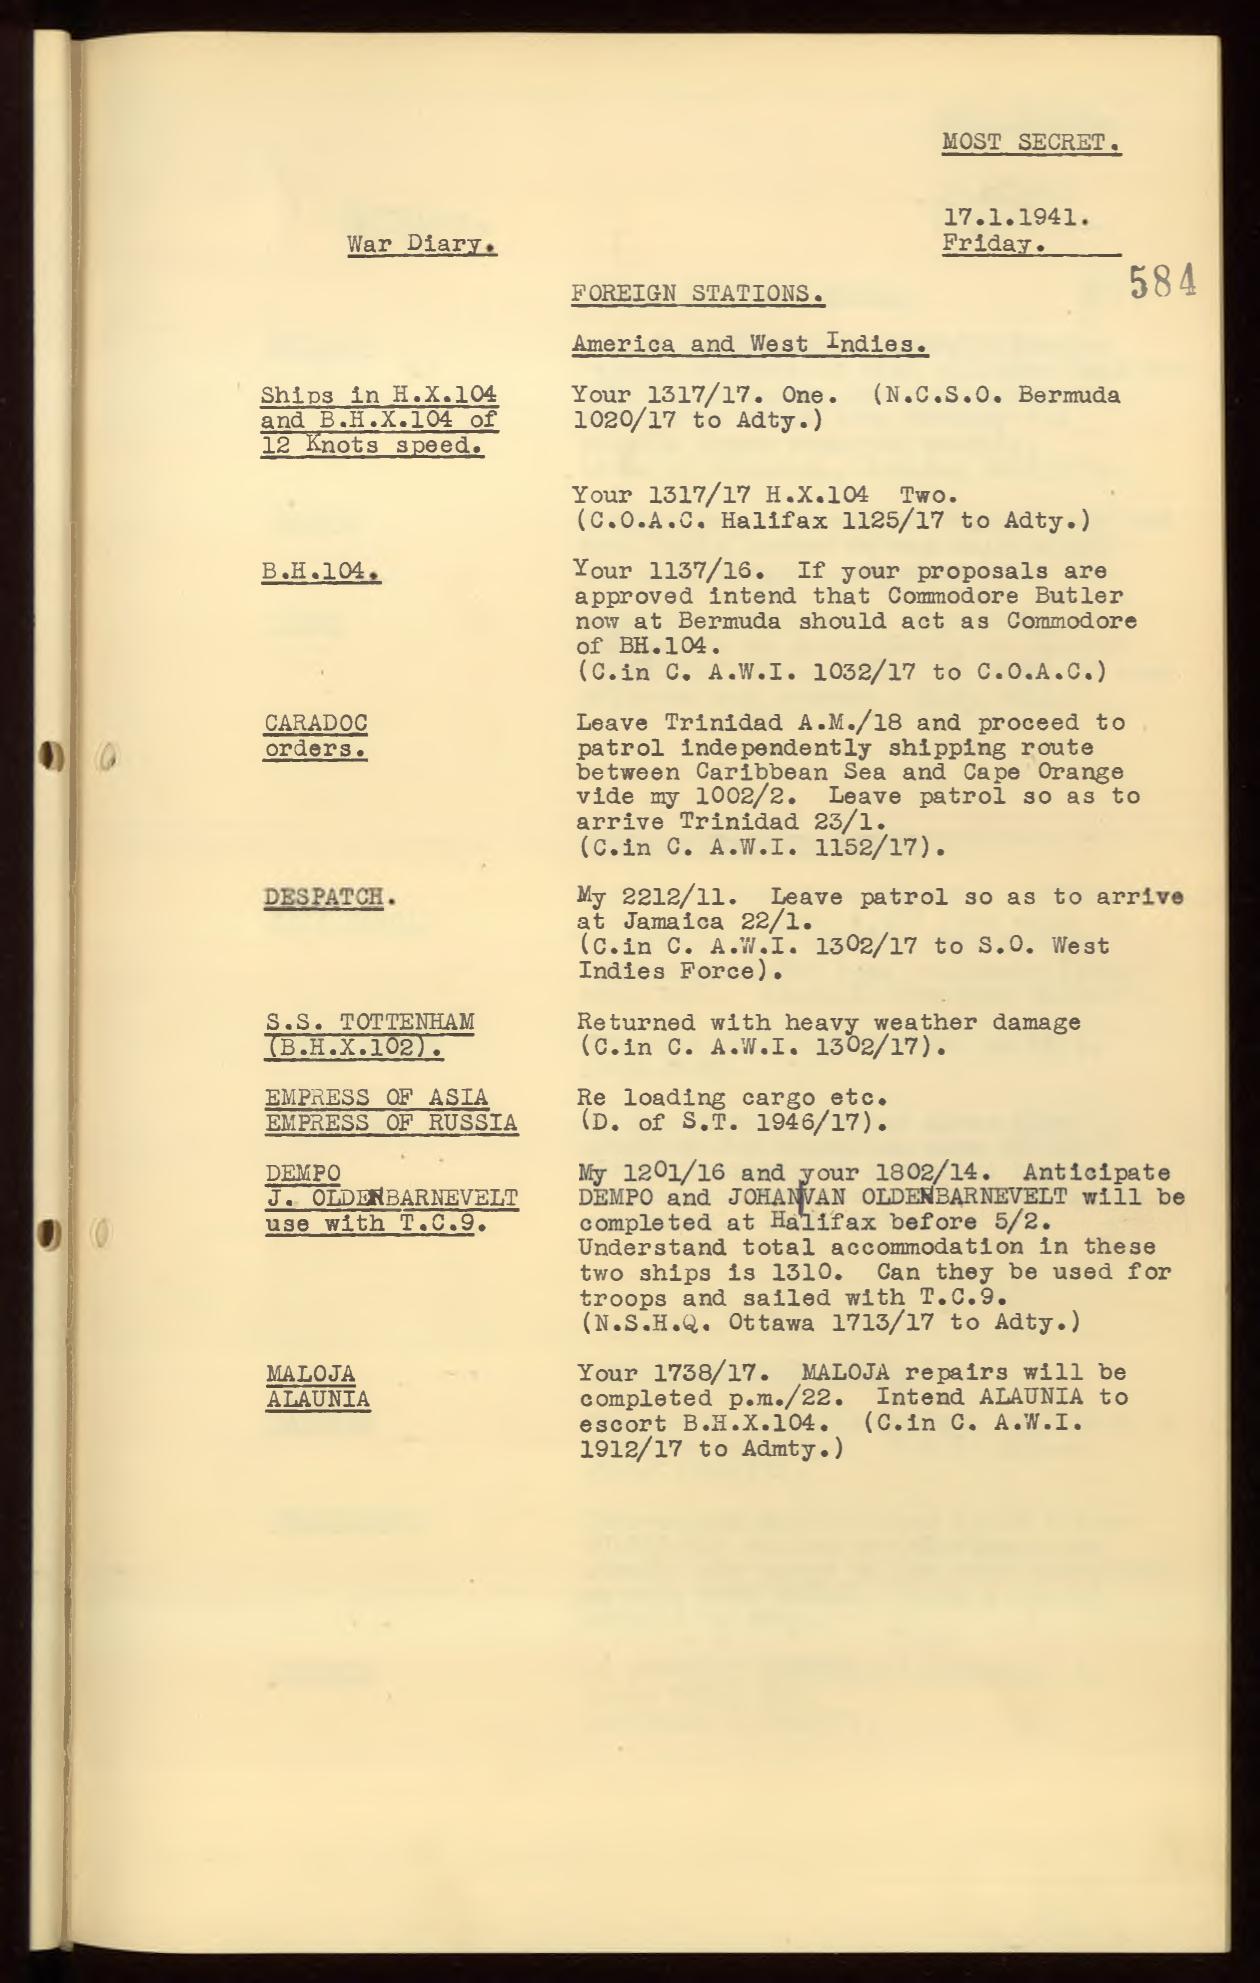 MOST SECRET.
17.1.1941.
War Diary.
Friday.
584
FOREIGN STATIONS.
America and West Indies.
Ships in H.X.104
and B.H.X.104 of
12 Knots speed.
Your 1317/17. One. (N.C.S.O. Bermuda
1020/17 to Adty.)
Your 1317/17 H.X.104 Two.
(C.O.A.C. Halifax 1125/17 to Adty.)
B.H.104.
Your 1137/16. If your proposals are
approved intend that Commodore Butler
now at Bermuda should act as Commodore
of BH.104.
(C.in C. A.W.I. 1032/17 to C.O.A.C.)
CARADOC
orders.
Leave Trinidad A.M./18 and proceed to
patrol independently shipping route
between Caribbean Sea and Cape Orange
vide my 1002/2. Leave patrol so as to
arrive Trinidad 23/1.
(C.in C. A.W.I. 1152/17).
DESPATCH.
My 2212/11. Leave patrol so as to arrive
at Jamaica 22/1.
(C.in C. A.W.I. 1302/17 to S.O. West
Indies Force).
S.S. TOTTENHAM
(B.H.X.102).
Returned with heavy weather damage
(C.in C. A.W.I. 1302/17).
EMPRESS OF ASIA
EMPRESS OF RUSSIA
Re loading cargo etc.
(D. of S.T. 1946/17).
DEMPO
J. OLDENBARNEVELT
use with T.C.9.
My 1201/16 and your 1802/14. Anticipate
DEMPO and JOHAN VAN OLDENBARNEVELT will be
completed at Halifax before 5/2.
Understand total accommodation in these
two ships is 1310. Can they be used for
troops and sailed with T.C.9.
(N.S.H.Q. Ottawa 1713/17 to Adty.)
MALOJA
ALAUNIA
Your 1738/17. MALOJA repairs will be
completed p.m./22. Intend ALAUNIA to
escort B.H.X.104. (C.in C. A.W.I.
1912/17 to Admty.)